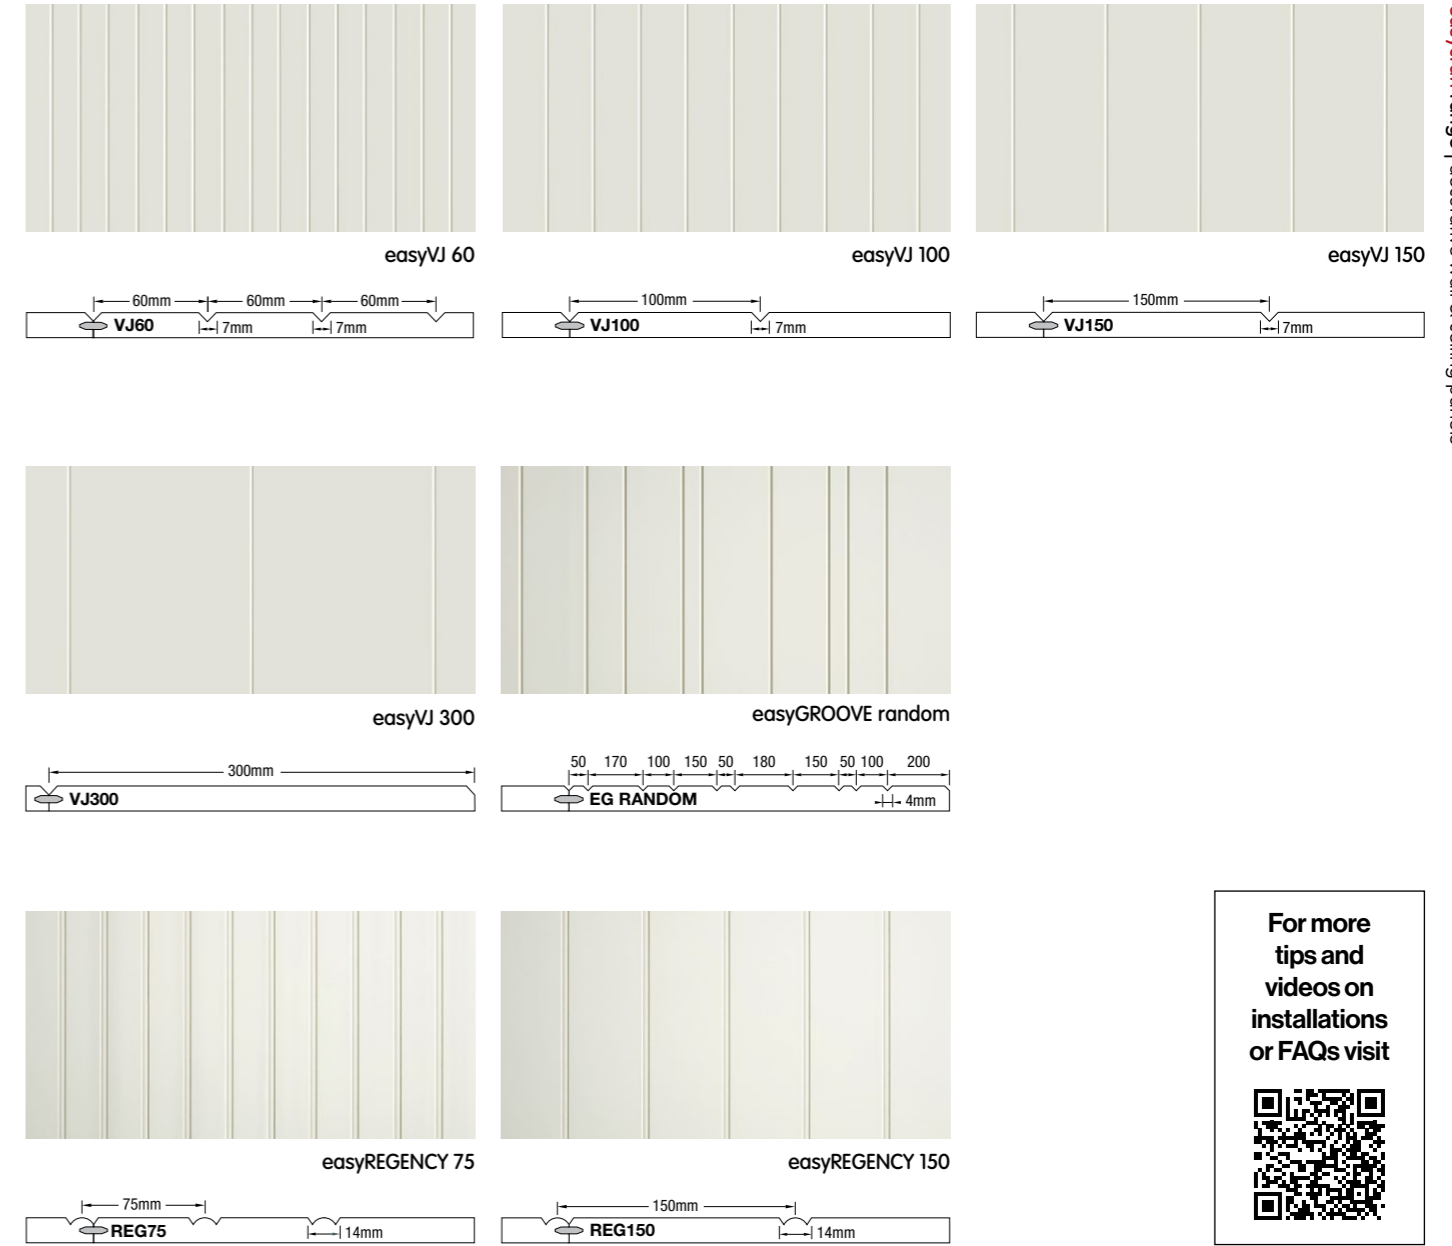 easyVJ 60
easyVJ 100
easyVJ 150
60mm 60mm 60mm
VJ60 7mm 7mm
100mm
VJ100 7mm
150mm
VJ150 7mm
easyVJ 300
easyGROOVE random
300mm
VJ300
50 170 100 150 50 180 150 50 100 200
EG RANDOM 4mm
easyREGENCY 75
easyREGENCY 150
75mm
REG75 14mm
150mm
REG150 14mm
For more
tips and
videos on
installations
or FAQs visit